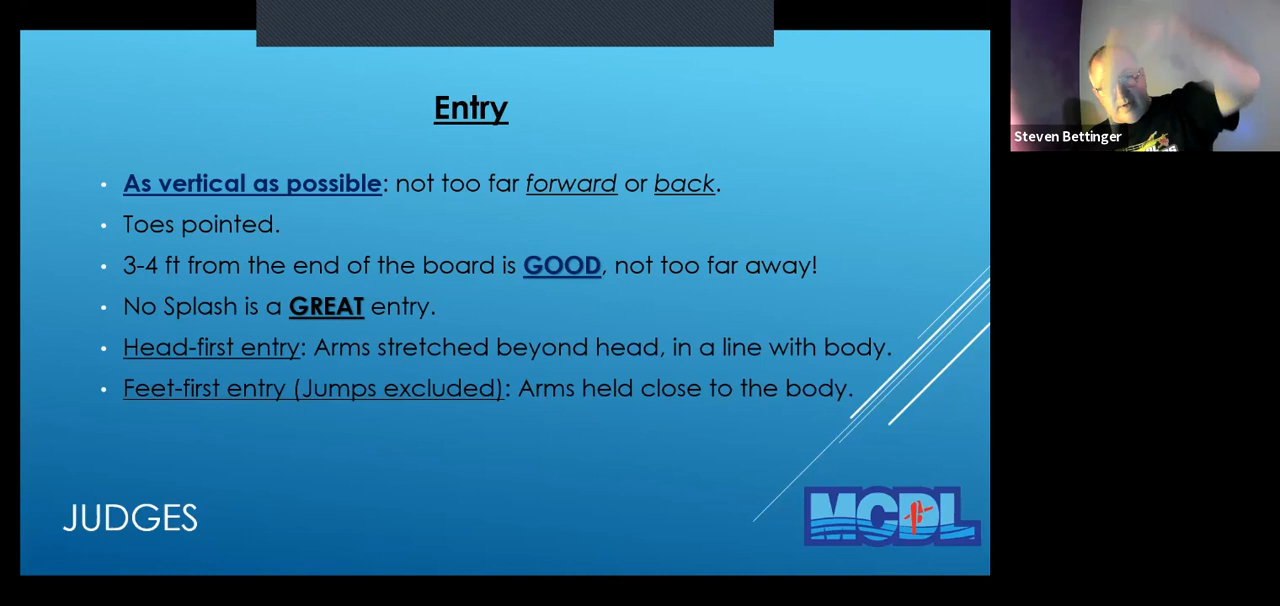 Entry
As vertical as possible: not too far forward or back.
Toes pointed.
3-4 ft from the end of the board is GOOD, not too far away!
No Splash is a GREAT entry.
Head-first entry: Arms stretched beyond head, in a line with body.
Feet-first entry (Jumps excluded): Arms held close to the body.
JUDGES
MCDL
Steven Bettinger